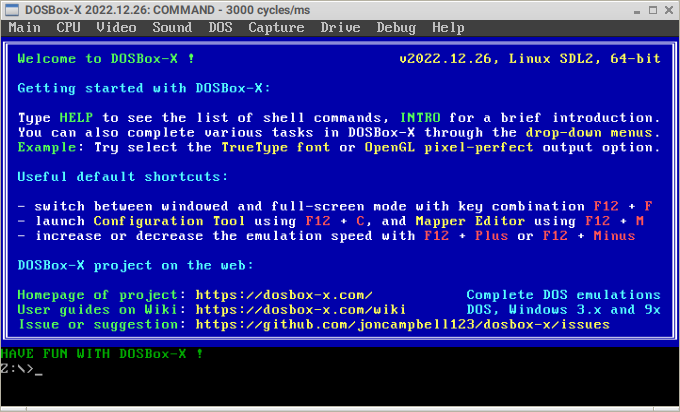 DOSBox-X 2022.12.26: COMMAND - 3000 cycles/ms
Main CPU Video Sound DOS Capture Drive Debug Help
Welcome to DOSBox-X ! v2022.12.26, Linux SDL2, 64-bit
Getting started with DOSBox-X:
Type HELP to see the list of shell commands, INTRO for a brief introduction.
You can also complete various tasks in DOSBox-X through the drop-down menus.
Example: Try select the TrueType font or OpenGL pixel-perfect output option.
Useful default shortcuts:
- switch between windowed and full-screen mode with key combination F12 + F
- launch Configuration Tool using F12 + C, and Mapper Editor using F12 + M
- increase or decrease the emulation speed with F12 + Plus or F12 + Minus
DOSBox-X project on the web:
Homepage of project: https://dosbox-x.com/ Complete DOS emulations
User guides on Wiki: https://dosbox-x.com/wiki DOS, Windows 3.x and 9x
Issue or suggestion: https://github.com/joncampbell123/dosbox-x/issues
HAVE FUN WITH DOSBox-X !
Z:\>_